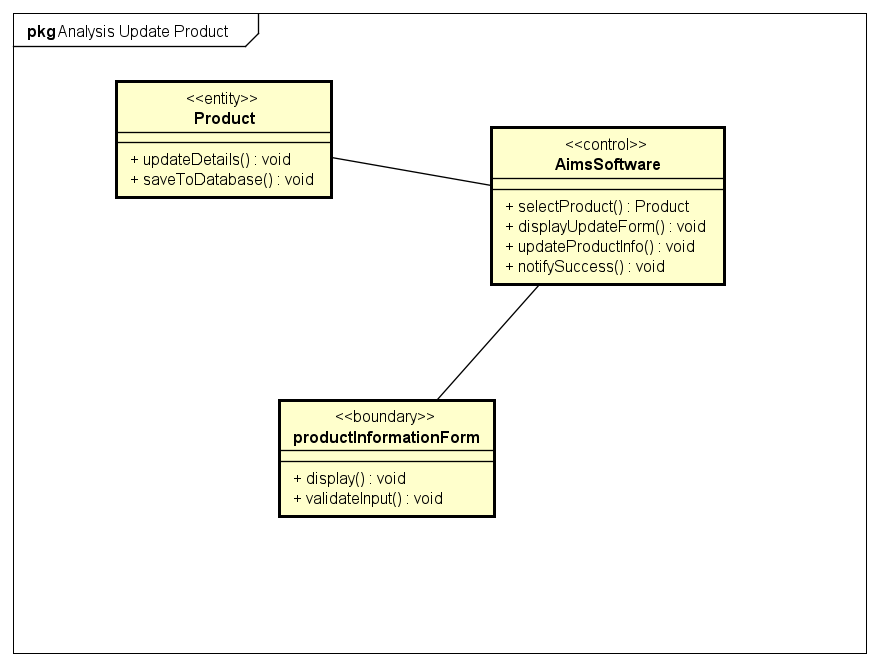 pkg Analysis Update Product
<<entity>>
Product
+ updateDetails() : void
+ saveToDatabase() : void
<<control>>
AimsSoftware
+ selectProduct() : Product
+ displayUpdateForm() : void
+ updateProductInfo() : void
+ notifySuccess() : void
<<boundary>>
productInformationForm
+ display() : void
+ validateInput() : void